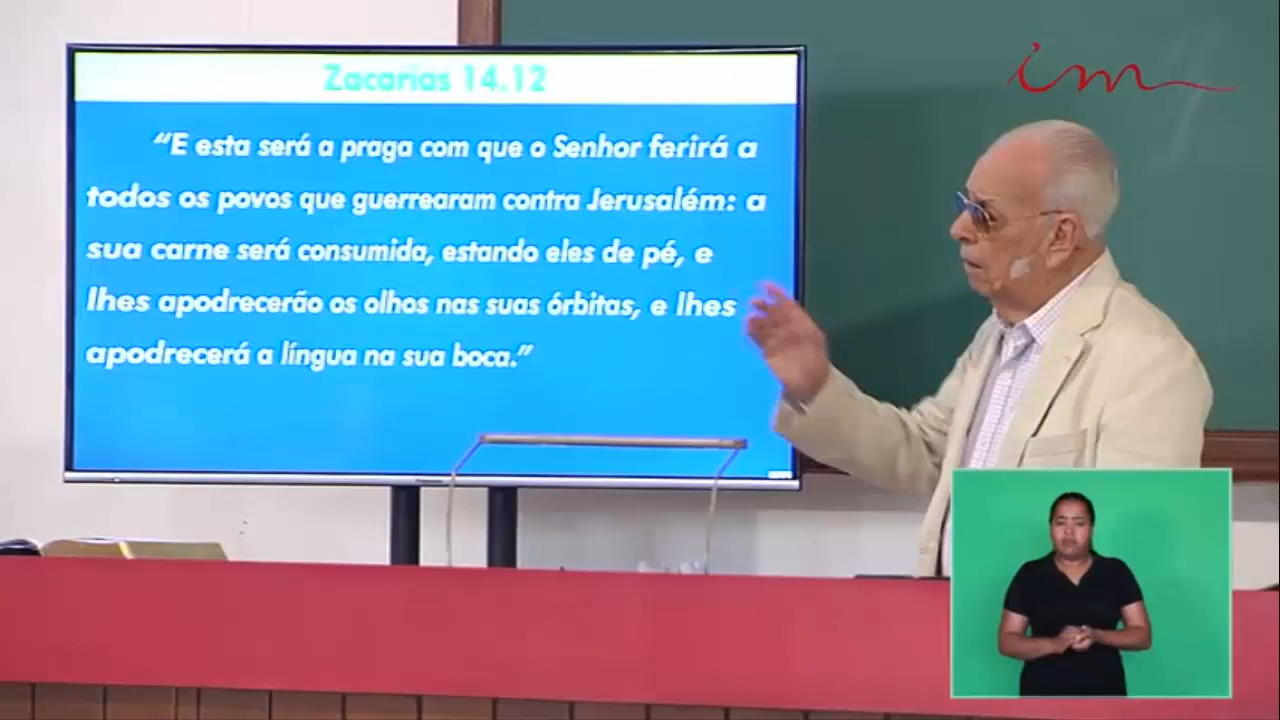 Zacarias 14.12
“E esta será a praga com que o Senhor ferirá a
todos os povos que guerrearam contra Jerusalém: a
sua carne será consumida, estando eles de pé, e
lhes apodrecerão os olhos nas suas órbitas, e lhes
apodrecerá a língua na sua boca.”
im